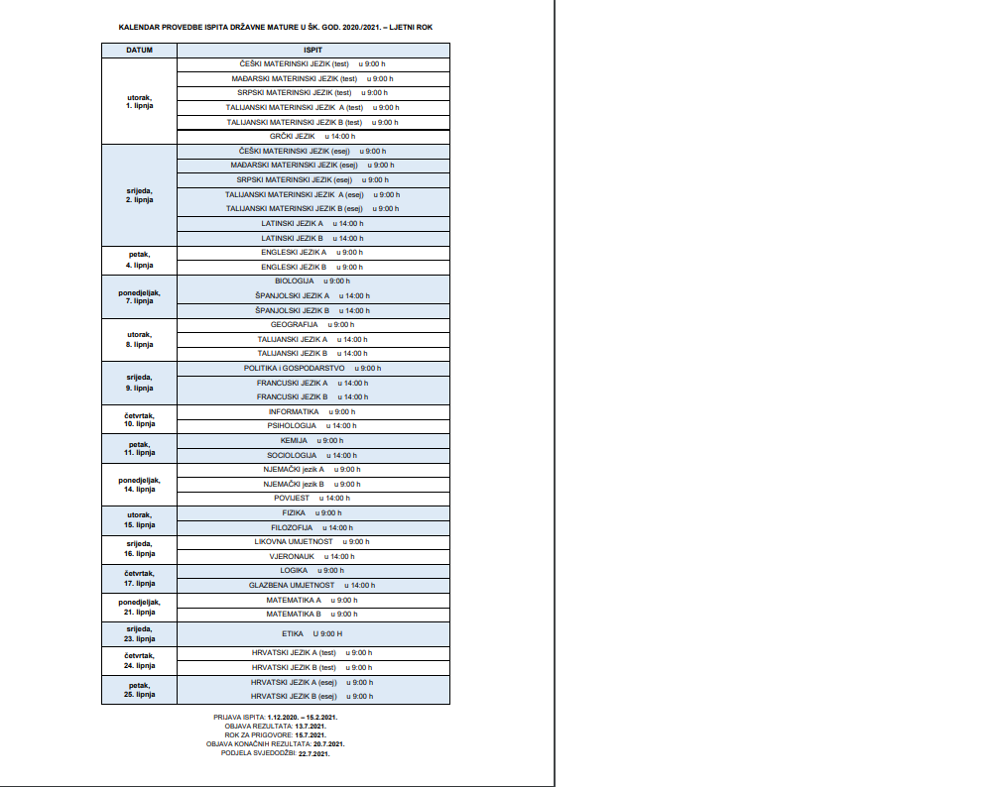 KALENDAR PROVEDBE ISPITA DRŽAVNE MATURE U ŠK. GOD. 2020./2021. – LJETNI ROK
DATUM ISPIT
utorak,
1. lipnja
ČEŠKI MATERINSKI JEZIK (test) u 9:00 h
MAĐARSKI MATERINSKI JEZIK (test) u 9:00 h
SRPSKI MATERINSKI JEZIK (test) u 9:00 h
TALIJANSKI MATERINSKI JEZIK A (test) u 9:00 h
TALIJANSKI MATERINSKI JEZIK B (test) u 9:00 h
GRČKI JEZIK u 14:00 h
srijeda,
2. lipnja
ČEŠKI MATERINSKI JEZIK (esej) u 9:00 h
MAĐARSKI MATERINSKI JEZIK (esej) u 9:00 h
SRPSKI MATERINSKI JEZIK (esej) u 9:00 h
TALIJANSKI MATERINSKI JEZIK A (esej) u 9:00 h
TALIJANSKI MATERINSKI JEZIK B (esej) u 9:00 h
LATINSKI JEZIK A u 14:00 h
LATINSKI JEZIK B u 14:00 h
petak,
4. lipnja
ENGLESKI JEZIK A u 9:00 h
ENGLESKI JEZIK B u 9:00 h
ponedjeljak,
7. lipnja
BIOLOGIJA u 9:00 h
ŠPANJOLSKI JEZIK A u 14:00 h
ŠPANJOLSKI JEZIK B u 14:00 h
utorak,
8. lipnja
GEOGRAFIJA u 9:00 h
TALIJANSKI JEZIK A u 14:00 h
TALIJANSKI JEZIK B u 14:00 h
srijeda,
9. lipnja
POLITIKA i GOSPODARSTVO u 9:00 h
FRANCUSKI JEZIK A u 14:00 h
FRANCUSKI JEZIK B u 14:00 h
četvrtak,
10. lipnja
INFORMATIKA u 9:00 h
PSIHOLOGIJA u 14:00 h
petak,
11. lipnja
KEMIJA u 9:00 h
SOCIOLOGIJA u 14:00 h
ponedjeljak,
14. lipnja
NJEMAČKI jezik A u 9:00 h
NJEMAČKI jezik B u 9:00 h
POVIJEST u 14:00 h
utorak,
15. lipnja
FIZIKA u 9:00 h
FILOZOFIJA u 14:00 h
srijeda,
16. lipnja
LIKOVNA UMJETNOST u 9:00 h
VJERONAUK u 14:00 h
četvrtak,
17. lipnja
LOGIKA u 9:00 h
GLAZBENA UMJETNOST u 14:00 h
ponedjeljak,
21. lipnja
MATEMATIKA A u 9:00 h
MATEMATIKA B u 9:00 h
srijeda,
23. lipnja
ETIKA U 9:00 H
četvrtak,
24. lipnja
HRVATSKI JEZIK A (test) u 9:00 h
HRVATSKI JEZIK B (test) u 9:00 h
petak,
25. lipnja
HRVATSKI JEZIK A (esej) u 9:00 h
HRVATSKI JEZIK B (esej) u 9:00 h
PRIJAVA ISPITA: 1.12.2020. – 15.2.2021.
OBJAVA REZULTATA: 13.7.2021.
ROK ZA PRIGOVORE: 15.7.2021.
OBJAVA KONAČNIH REZULTATA: 20.7.2021.
PODJELA SVJEDODŽBI: 22.7.2021.